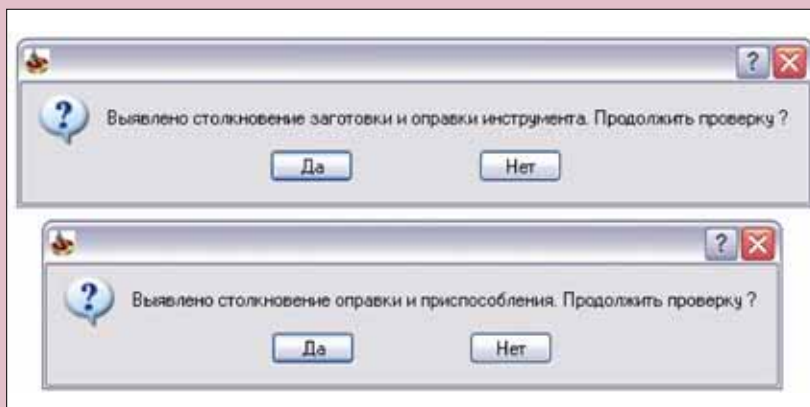 Выявлено столкновение заготовки и оправки инструмента. Продолжить проверку ?
Да Нет
Выявлено столкновение оправки и приспособления. Продолжить проверку ?
Да Нет